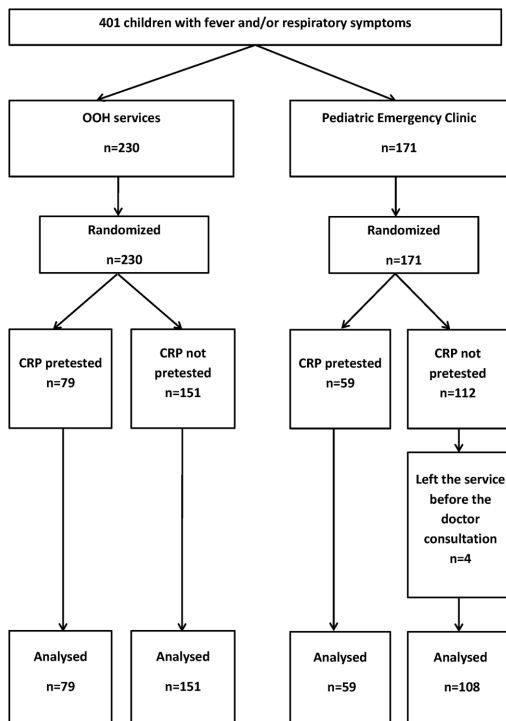 401 children with fever and/or respiratory symptoms
OOH services
n=230
Pediatric Emergency Clinic
n=171
Randomized
n=230
Randomized
n=171
CRP pretested
n=79
CRP not
pretested
n=151
CRP pretested
n=59
CRP not
pretested
n=112
Left the service
before the
doctor
consultation
n=4
Analysed
n=79
Analysed
n=151
Analysed
n=59
Analysed
n=108